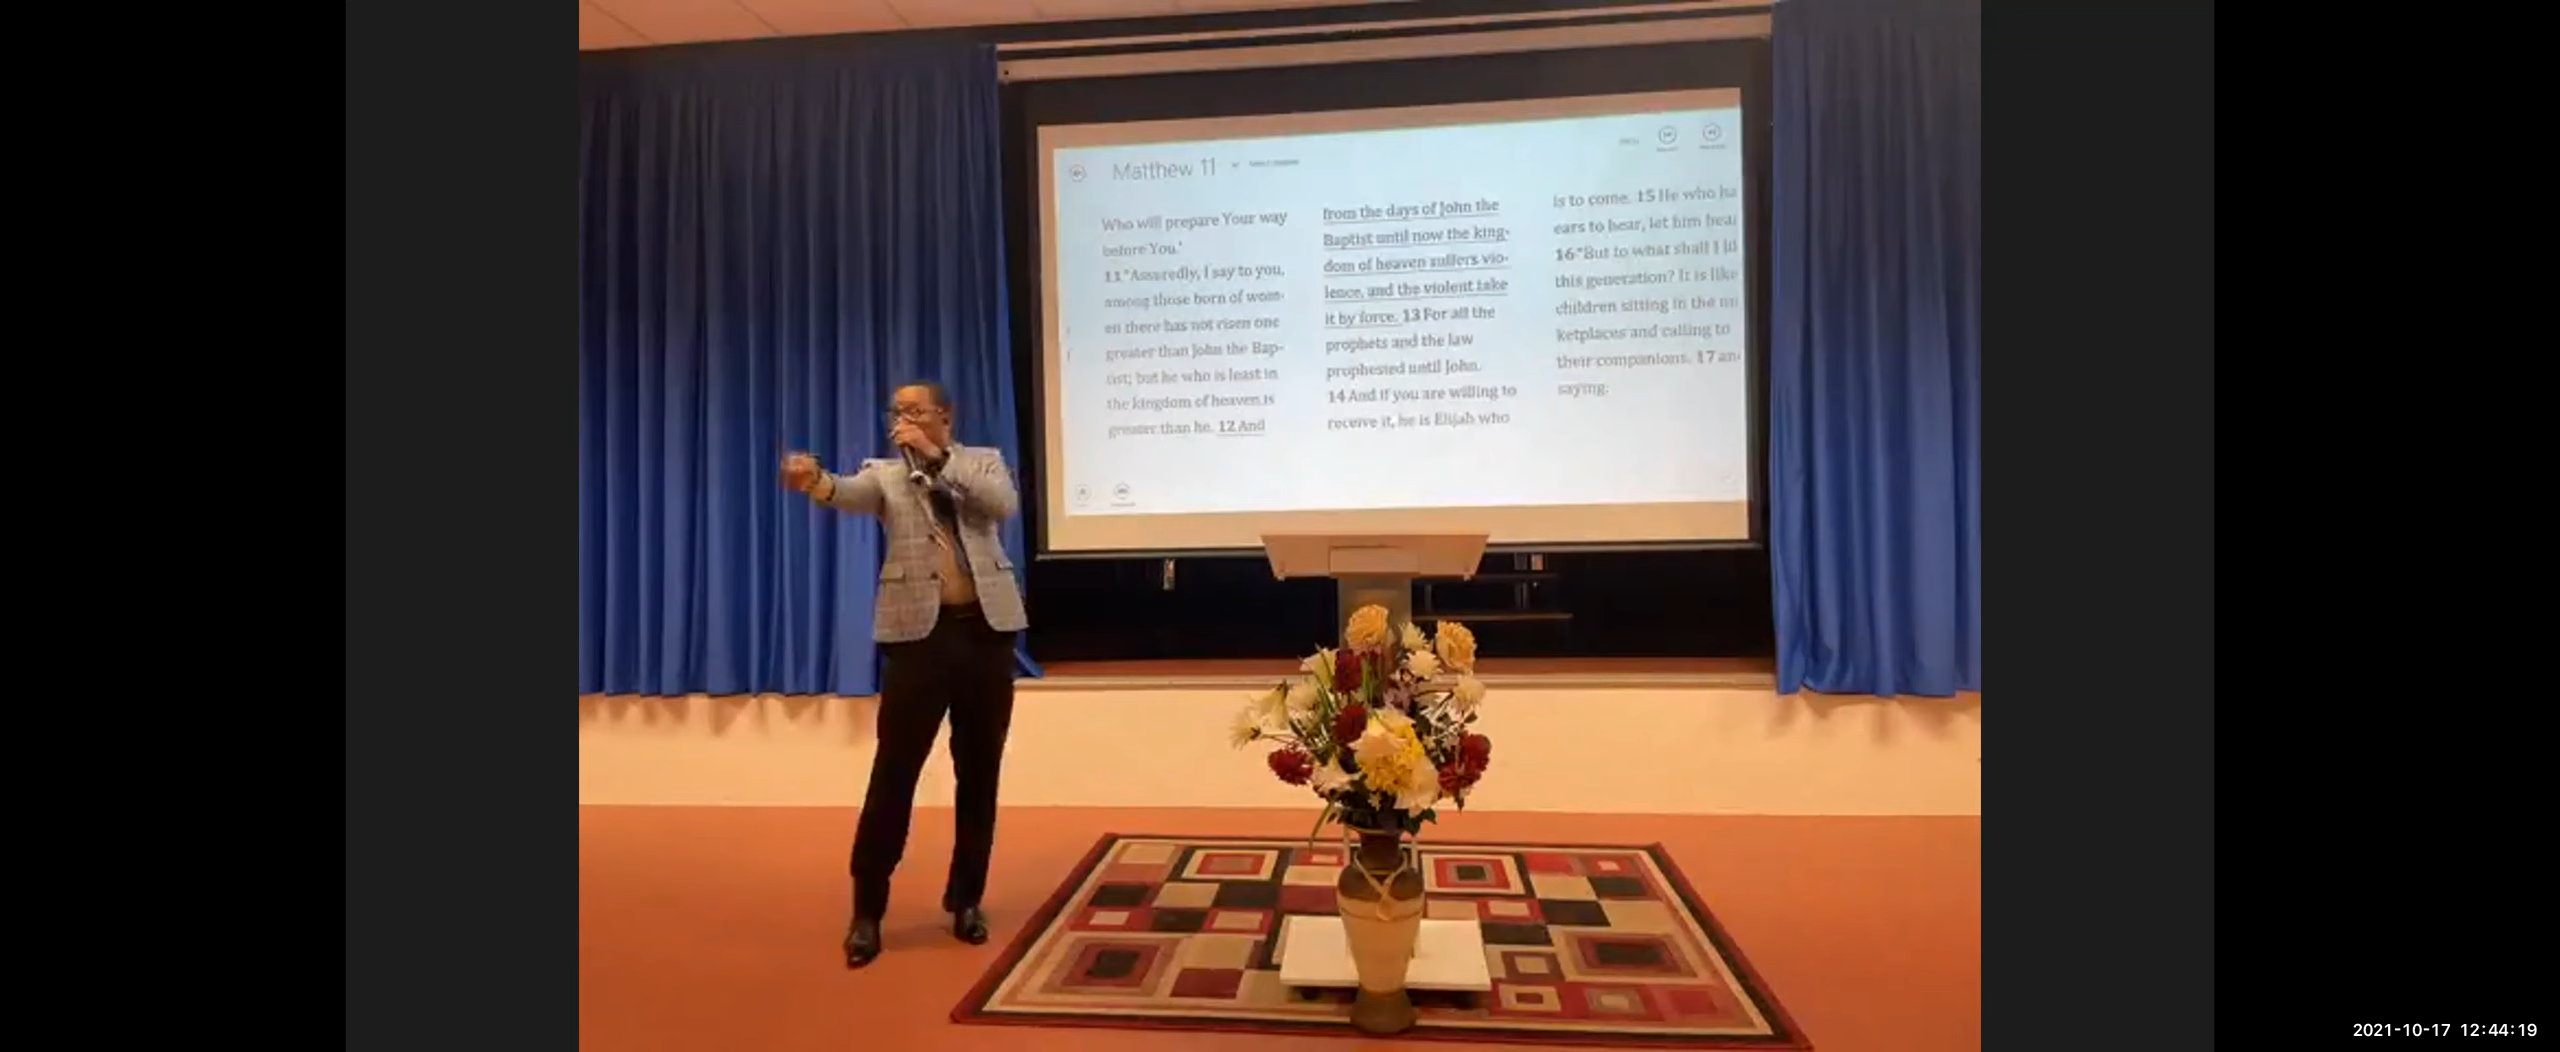 Matthew 11
Who will prepare Your way
before You.'
11 "Assuredly, I say to you,
among those born of wom-
en there has not risen one
greater than John the Bap-
tist; but he who is least in
the kingdom of heaven is
greater than he. 12 And
from the days of John the
Baptist until now the king-
dom of heaven suffers vio-
lence, and the violent take
it by force. 13 For all the
prophets and the law
prophesied until John.
14 And if you are willing to
receive it, he is Elijah who
is to come. 15 He who ha
ears to hear, let him hear
16 "But to what shall I li
this generation? It is like
children sitting in the
ketplaces and calling to
their companions, 17 an
saying:
2021-10-17 12:44:19